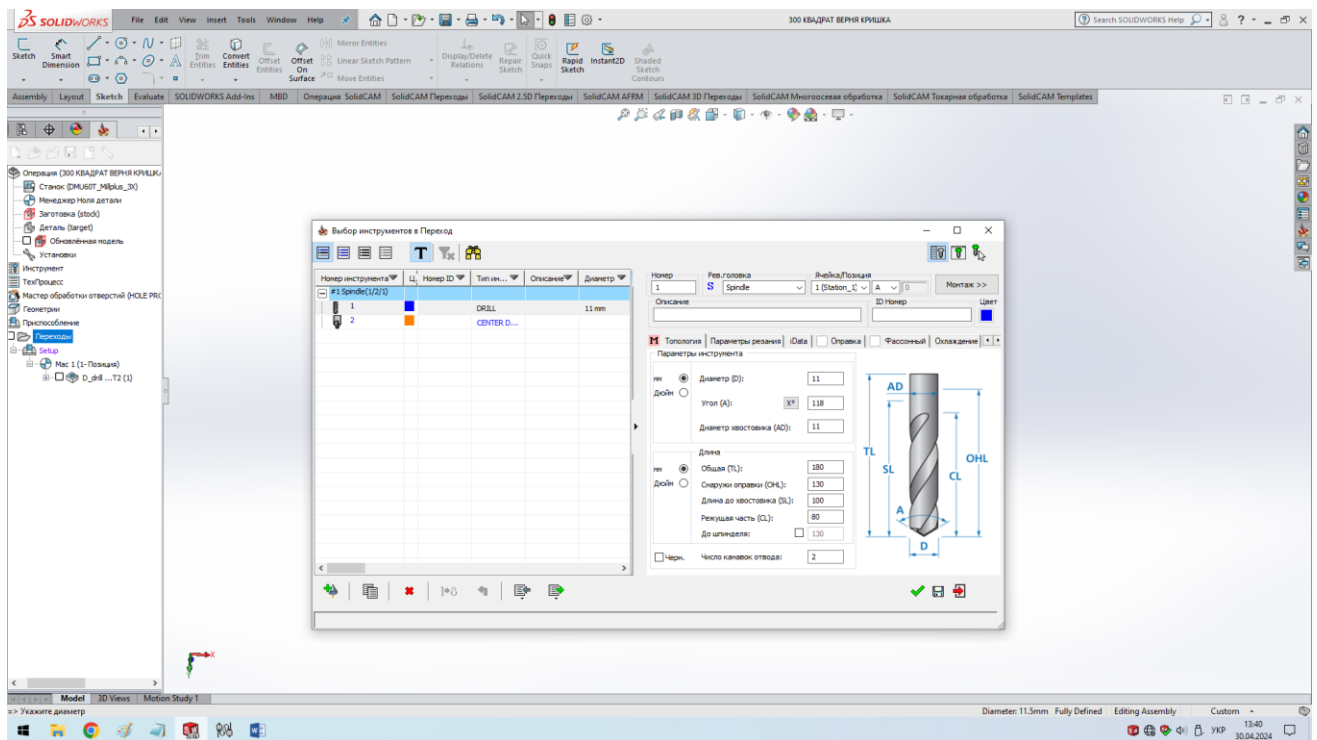 SOLIDWORKS File Edit View Insert Tools Window Help 300 КВАДРАТ ВЕРНЯ КРИШКА Search SOLIDWORKS Help
Sketch Smart Dimension Trim Entities Convert Entities Offset Entities Offset On Surface Mirror Entities Linear Sketch Pattern Move Entities Display/Delete Relations Repair Sketch Quick Snaps Rapid Sketch Instant2D Shaded Sketch Contours
Assembly Layout Sketch Evaluate SOLIDWORKS Add-Ins MBD Операция SolidCAM SolidCAM Переходы SolidCAM 2.5D Переходы SolidCAM AFRM SolidCAM 3D Переходы SolidCAM Многоосевая обработка SolidCAM Токарная обработка SolidCAM Templates
Операция (300 КВАДРАТ ВЕРНЯ КРИШКА
Станок (DMU60T_Millplus_3X)
Менеджер Ноля детали
Заготовка (stock)
Деталь (target)
Обновлённая модель
Установки
Инструмент
ТехПроцесс
Мастер обработки отверстий (HOLE PRO
Геометрии
Приспособление
Переходы
Setup
Mac 1 (1- Позиция)
D_drill ...T2 (1)
Выбор инструментов в Переход
Номер инструмента Ц. Номер ID Тип ин... Описание Диаметр
#1 Spindle(1/2/1)
1 DRILL 11 mm
2 CENTER D...
Номер Рев.головка Ячейка/Позиция
1 S Spindle 1 (Station_1) A 0 Монтаж >>
Описание ID Номер Цвет
M Топология Параметры резания iData Оправка Фассонный Охлаждение
Параметры инструмента
мм Диаметр (D): 11
Дюйм
Угол (A): X° 118
Диаметр хвостовика (AD): 11
Длина
мм Общая (TL): 180
Дюйм Снаружи оправки (OHL): 130
Длина до хвостовика (SL): 100
Режущая часть (CL): 80
До шпинделя: 130
Черн. Число канавок отвода: 2
AD
TL
SL
OHL
CL
A
D
X
Model 3D Views Motion Study 1
=> Укажите диаметр Diameter: 11.5mm Fully Defined Editing Assembly Custom
УКР 13:40
30.04.2024